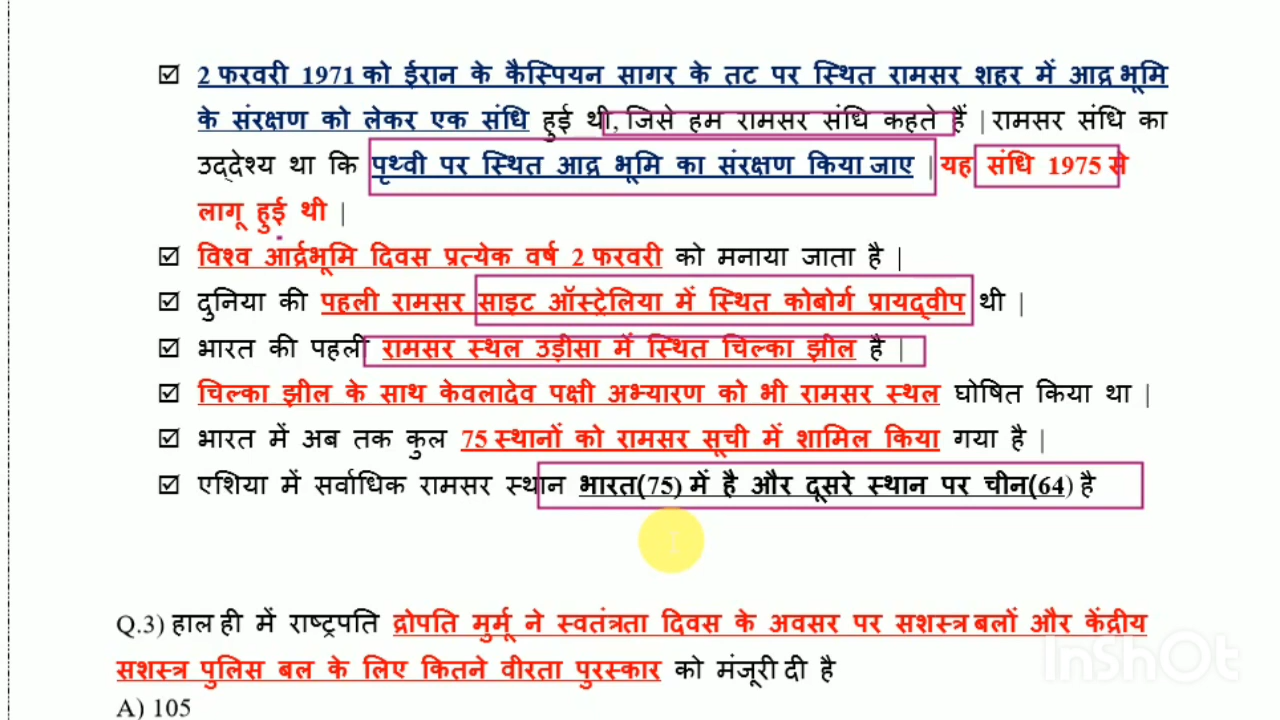 ☑ 2 फरवरी 1971 को ईरान के कैस्पियन सागर के तट पर स्थित रामसर शहर में आद्र भूमि
के संरक्षण को लेकर एक संधि हुई थी, जिसे हम रामसर संधि कहते हैं | रामसर संधि का
उद्देश्य था कि पृथ्वी पर स्थित आद्र भूमि का संरक्षण किया जाए | यह संधि 1975 से
लागू हुई थी |
☑ विश्व आर्द्रभूमि दिवस प्रत्येक वर्ष 2 फरवरी को मनाया जाता है |
☑ दुनिया की पहली रामसर साइट ऑस्ट्रेलिया में स्थित कोबोर्ग प्रायद्वीप थी |
☑ भारत की पहली रामसर स्थल उड़ीसा में स्थित चिल्का झील है |
☑ चिल्का झील के साथ केवलादेव पक्षी अभ्यारण को भी रामसर स्थल घोषित किया था |
☑ भारत में अब तक कुल 75 स्थानों को रामसर सूची में शामिल किया गया है |
☑ एशिया में सर्वाधिक रामसर स्थान भारत(75) में है और दूसरे स्थान पर चीन(64) है
Q.3) हाल ही में राष्ट्रपति द्रोपति मुर्मू ने स्वतंत्रता दिवस के अवसर पर सशस्त्र बलों और केंद्रीय
सशस्त्र पुलिस बल के लिए कितने वीरता पुरस्कार को मंजूरी दी है
InShOt
A) 105